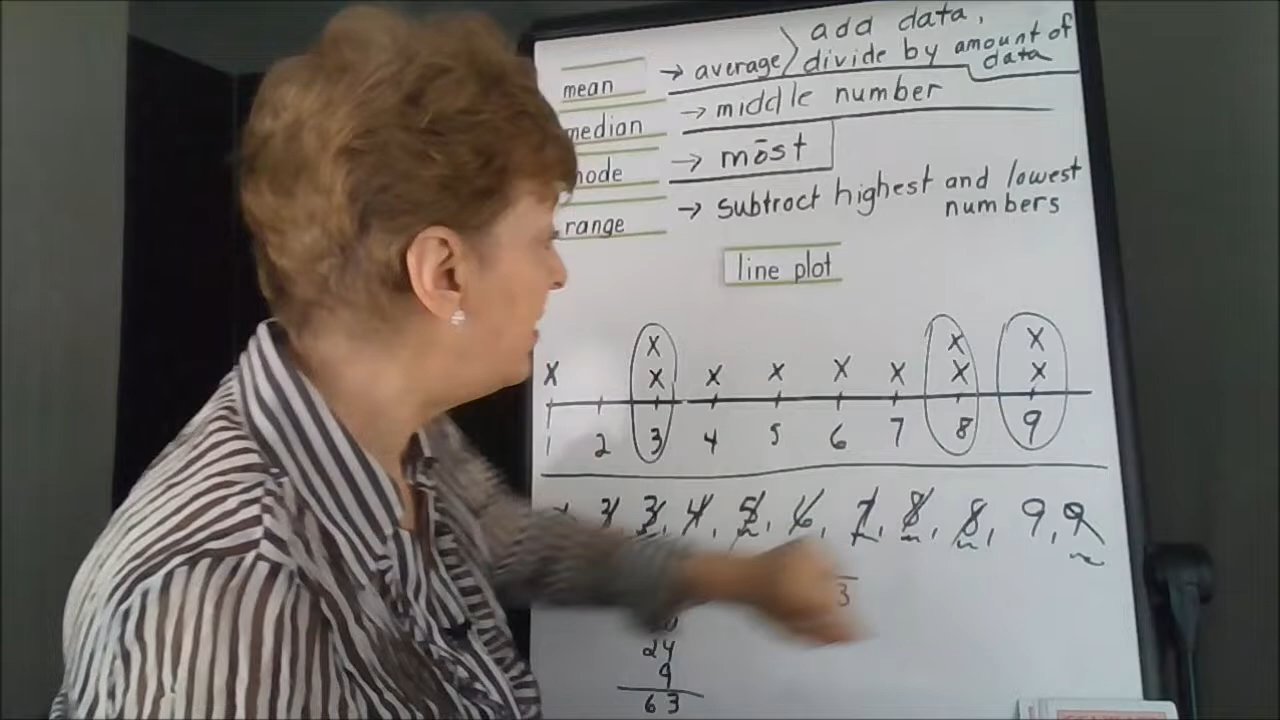 add data,
mean → average divide by amount of
data
median → middle number
mode → mōst
range → subtract highest and lowest
numbers
line plot
x x x x
x x x x x x x x
1 2 3 4 5 6 7 8 9
3, 3, 4, 5, 6, 7, 8, 8, 9, 9
3
24
9
63